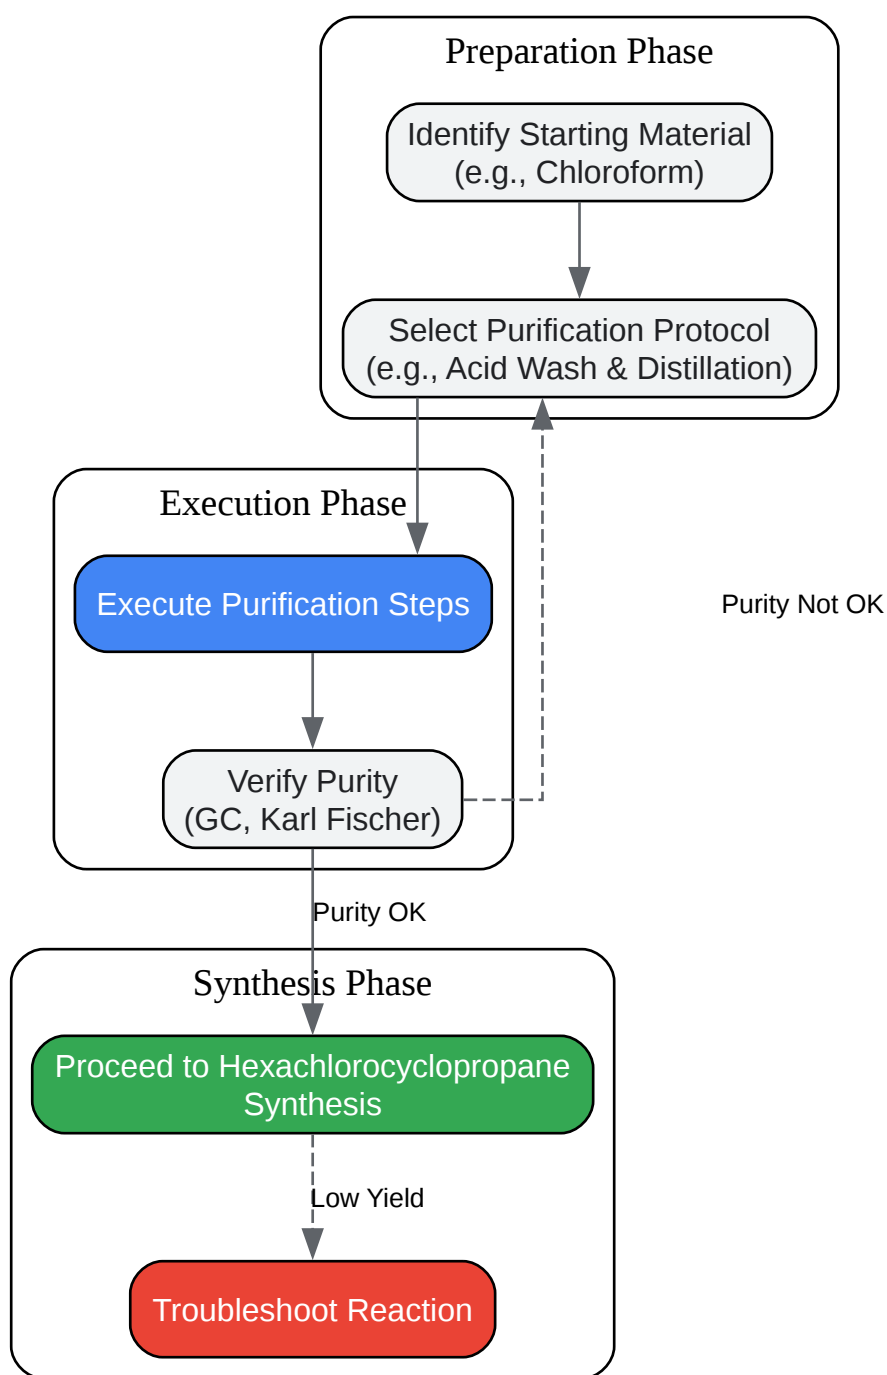 Preparation Phase
Identify Starting Material
(e.g., Chloroform)
Select Purification Protocol
(e.g., Acid Wash & Distillation)
Execution Phase
Execute Purification Steps
Purity Not OK
Verify Purity
(GC, Karl Fischer)
Purity OK
Synthesis Phase
Proceed to Hexachlorocyclopropane
Synthesis
Low Yield
Troubleshoot Reaction